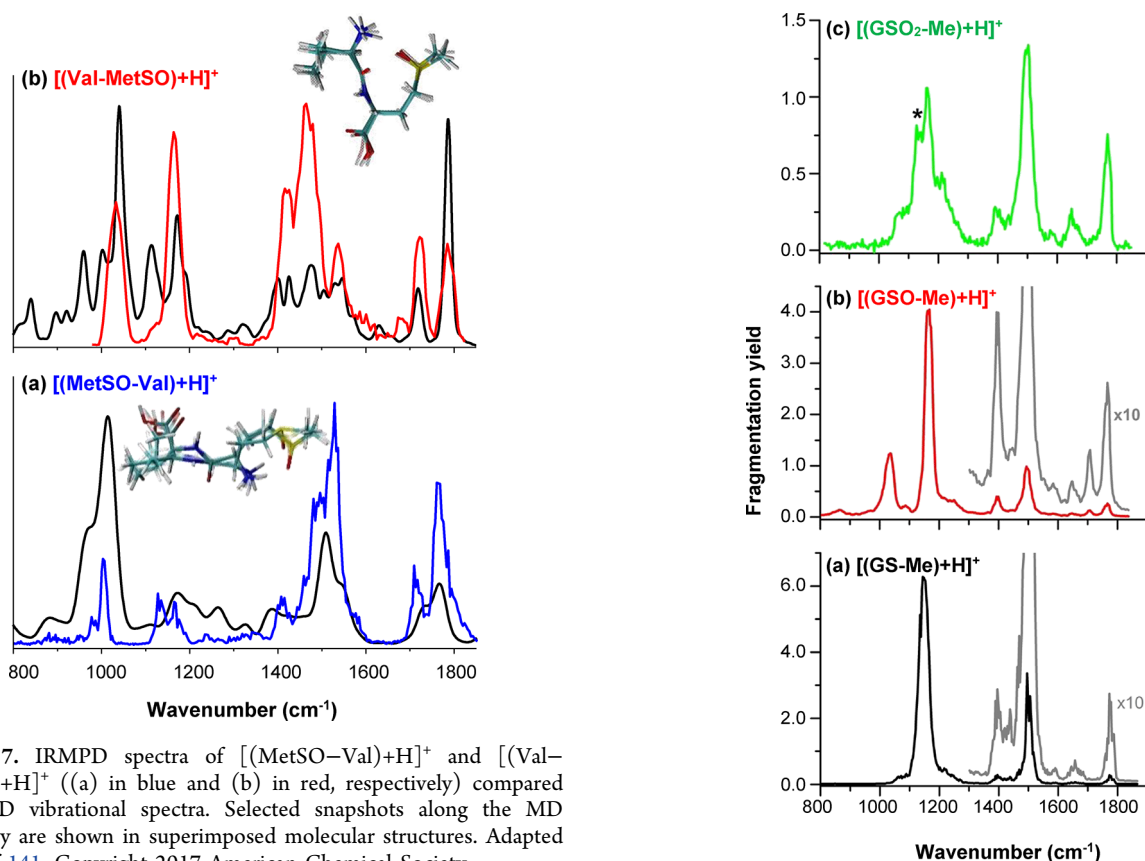 (b) [(Val-MetSO)+H]⁺
(a) [(MetSO-Val)+H]⁺
800 1000 1200 1400 1600 1800
Wavenumber (cm⁻¹)
7. IRMPD spectra of [(MetSO−Val)+H]⁺ and [(Val−
+H]⁺ ((a) in blue and (b) in red, respectively) compared
D vibrational spectra. Selected snapshots along the MD
y are shown in superimposed molecular structures. Adapted
141. Copyright 2017 American Chemical Society.
(c) [(GSO₂-Me)+H]⁺
*
1.5
1.0
0.5
0.0
(b) [(GSO-Me)+H]⁺
4.0
3.0
2.0
1.0
0.0
x10
Fragmentation yield
(a) [(GS-Me)+H]⁺
6.0
4.0
2.0
0.0
x10
800 1000 1200 1400 1600 1800
Wavenumber (cm⁻¹)